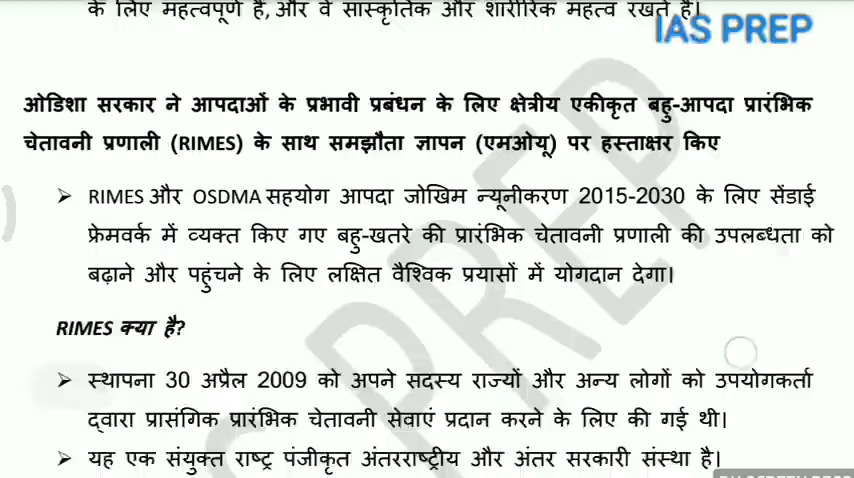 के लिए महत्वपूर्ण है, और वे सांस्कृतिक और शारीरिक महत्व रखते हैं|
IAS PREP
ओडिशा सरकार ने आपदाओं के प्रभावी प्रबंधन के लिए क्षेत्रीय एकीकृत बहु-आपदा प्रारंभिक
चेतावनी प्रणाली (RIMES) के साथ समझौता ज्ञापन (एमओयू) पर हस्ताक्षर किए
➢ RIMES और OSDMA सहयोग आपदा जोखिम न्यूनीकरण 2015-2030 के लिए सेंडाई
फ्रेमवर्क में व्यक्त किए गए बहु-खतरे की प्रारंभिक चेतावनी प्रणाली की उपलब्धता को
बढ़ाने और पहुंचने के लिए लक्षित वैश्विक प्रयासों में योगदान देगा|
RIMES क्या है?
➢ स्थापना 30 अप्रैल 2009 को अपने सदस्य राज्यों और अन्य लोगों को उपयोगकर्ता
द्वारा प्रासंगिक प्रारंभिक चेतावनी सेवाएं प्रदान करने के लिए की गई थी|
➢ यह एक संयुक्त राष्ट्र पंजीकृत अंतरराष्ट्रीय और अंतर सरकारी संस्था है|